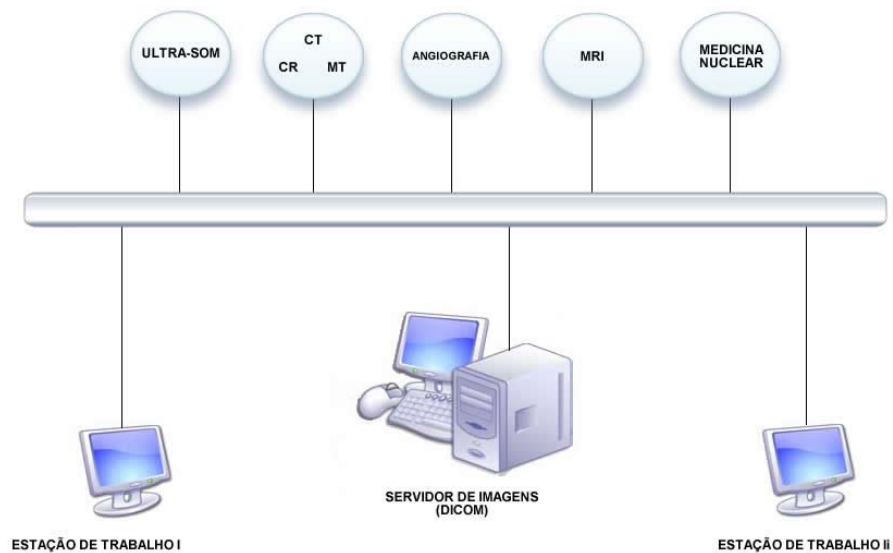 ULTRA-SOM
CT
CR MT
ANGIOGRAFIA
MRI
MEDICINA
NUCLEAR
SERVIDOR DE IMAGENS
(DICOM)
ESTAÇÃO DE TRABALHO I
ESTAÇÃO DE TRABALHO Ii